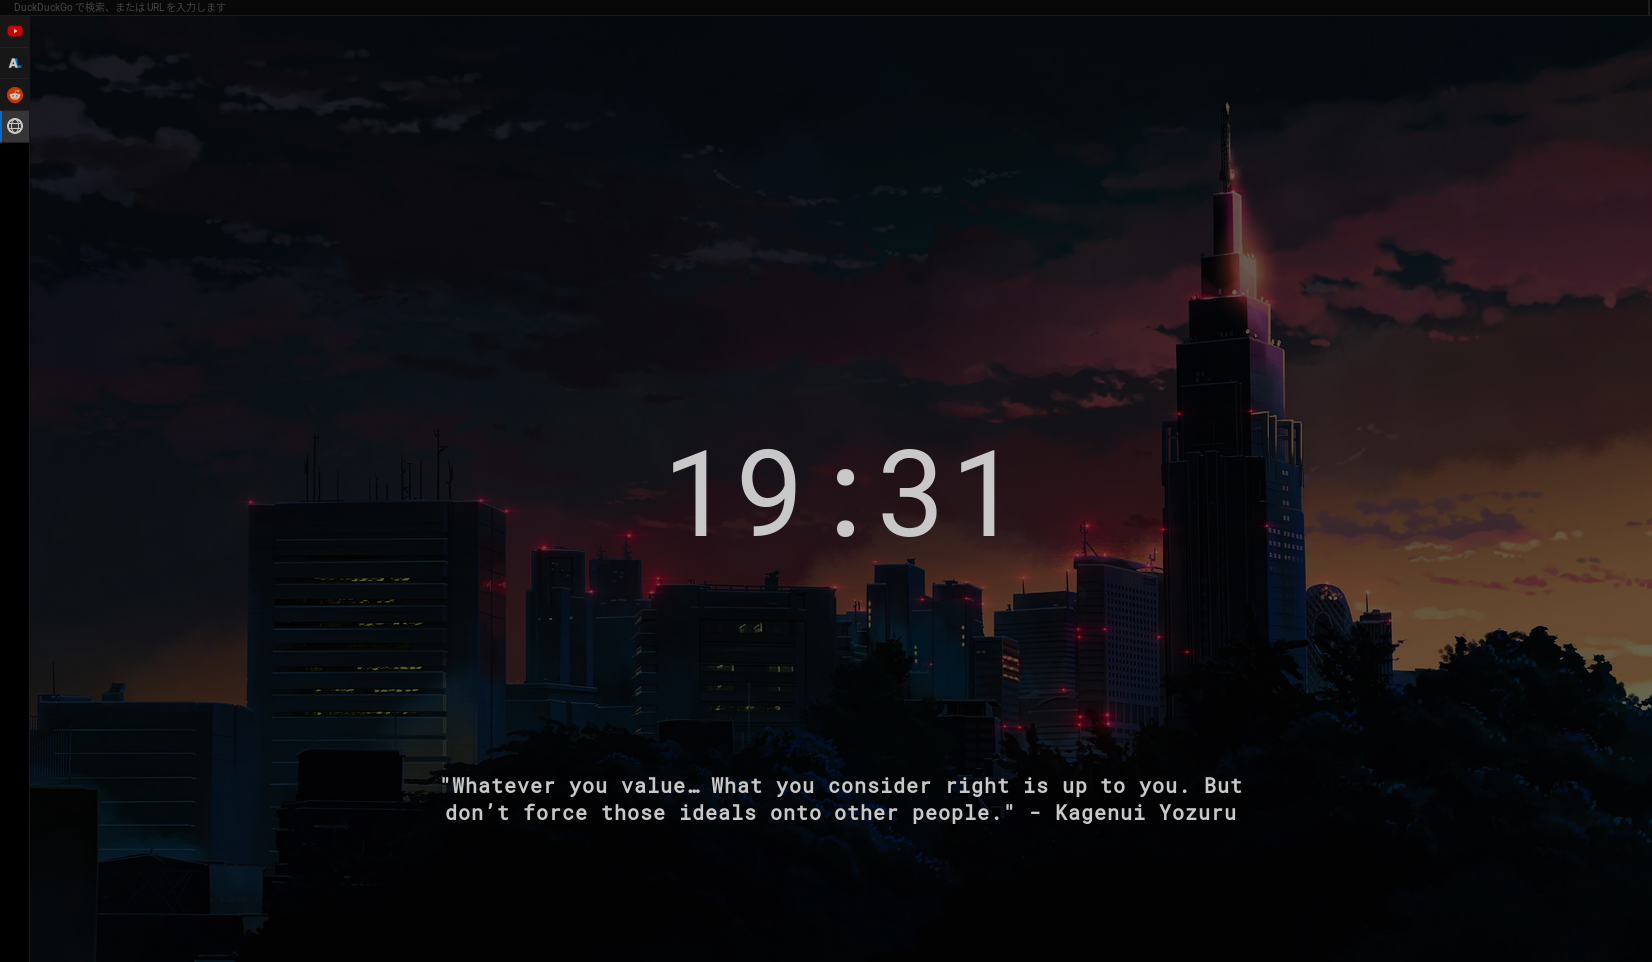 DuckDuckGo で検索、または URL を入力します
19:31
"Whatever you value… What you consider right is up to you. But
don’t force those ideals onto other people." - Kagenui Yozuru